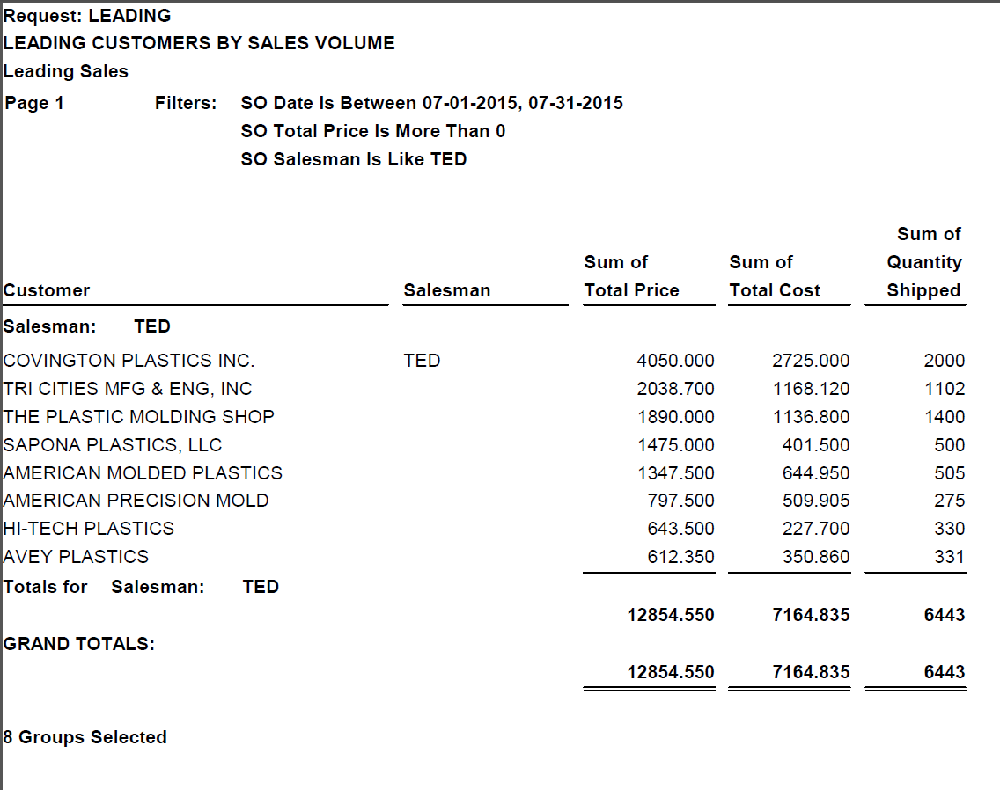 Request: LEADING
LEADING CUSTOMERS BY SALES VOLUME
Leading Sales
Page 1 Filters: SO Date Is Between 07-01-2015, 07-31-2015
SO Total Price Is More Than 0
SO Salesman Is Like TED
Sum of
Sum of Sum of Quantity
Customer Salesman Total Price Total Cost Shipped
Salesman: TED
COVINGTON PLASTICS INC. TED 4050.000 2725.000 2000
TRI CITIES MFG & ENG, INC 2038.700 1168.120 1102
THE PLASTIC MOLDING SHOP 1890.000 1136.800 1400
SAPONA PLASTICS, LLC 1475.000 401.500 500
AMERICAN MOLDED PLASTICS 1347.500 644.950 505
AMERICAN PRECISION MOLD 797.500 509.905 275
HI-TECH PLASTICS 643.500 227.700 330
AVEY PLASTICS 612.350 350.860 331
Totals for Salesman: TED
12854.550 7164.835 6443
GRAND TOTALS:
12854.550 7164.835 6443
8 Groups Selected